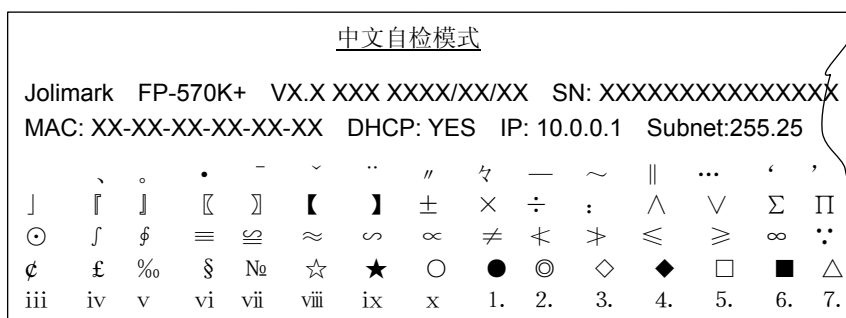 中文自检模式
Jolimark FP-570K+ VX.X XXX XXXX/XX/XX SN: XXXXXXXXXXXXXXX
MAC: XX-XX-XX-XX-XX-XX DHCP: YES IP: 10.0.0.1 Subnet:255.25
、 。 • ˉ ˇ ¨ 〃 々 — ~ ‖ … ‘ ’
」 『 』 〖 〗 【 】 ± × ÷ ∶ ∧ ∨ Σ Π
⊙ ∫ ∮ ≡ ≌ ≈ ∽ ∝ ≠ ≮ ≯ ≤ ≥ ∞ ∵
¢ £ ‰ § № ☆ ★ ○ ● ◎ ◇ ◆ □ ■ △
iii iv v vi vii viii ix x 1. 2. 3. 4. 5. 6. 7.